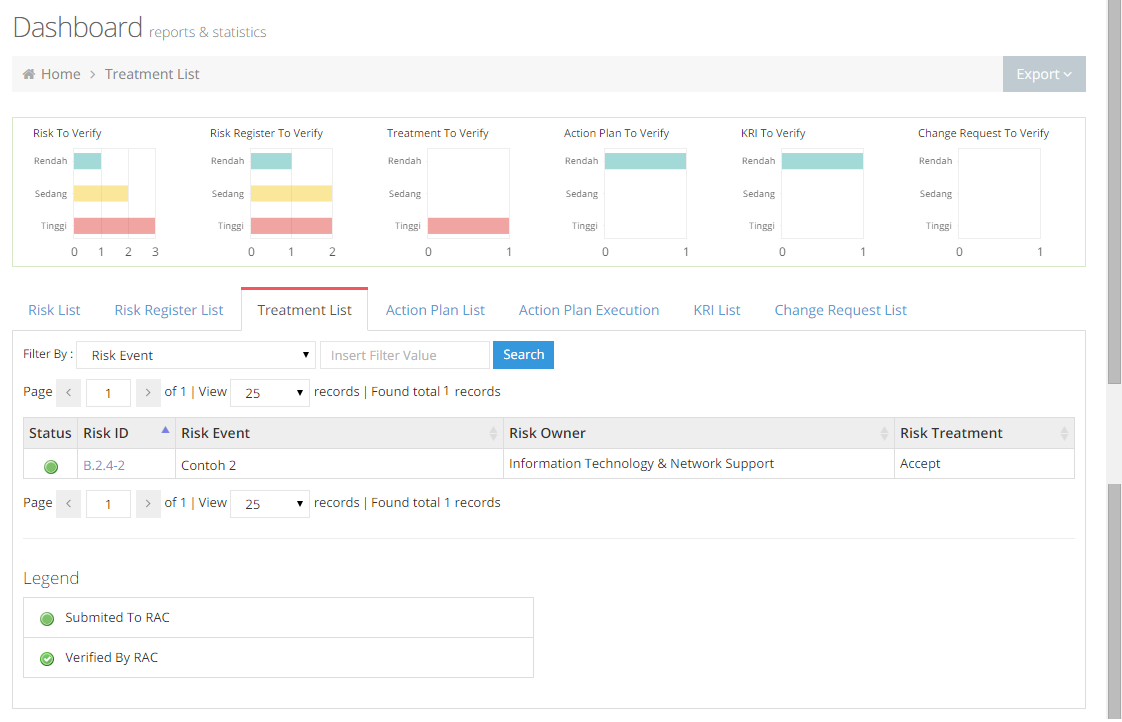 Dashboard reports & statistics
Home > Treatment List
Export
Risk To Verify
Rendah
Sedang
Tinggi
0 1 2 3
Risk Register To Verify
Rendah
Sedang
Tinggi
0 1 2
Treatment To Verify
Rendah
Sedang
Tinggi
0 1
Action Plan To Verify
Rendah
Sedang
Tinggi
0 1
KRI To Verify
Rendah
Sedang
Tinggi
0 1
Change Request To Verify
Rendah
Sedang
Tinggi
0 1
Risk List Risk Register List Treatment List Action Plan List Action Plan Execution KRI List Change Request List
Filter By : Risk Event Insert Filter Value Search
Page < 1 > of 1 | View 25 records | Found total 1 records
Status Risk ID Risk Event Risk Owner Risk Treatment
B.2.4-2 Contoh 2 Information Technology & Network Support Accept
Page < 1 > of 1 | View 25 records | Found total 1 records
Legend
Submited To RAC
Verified By RAC